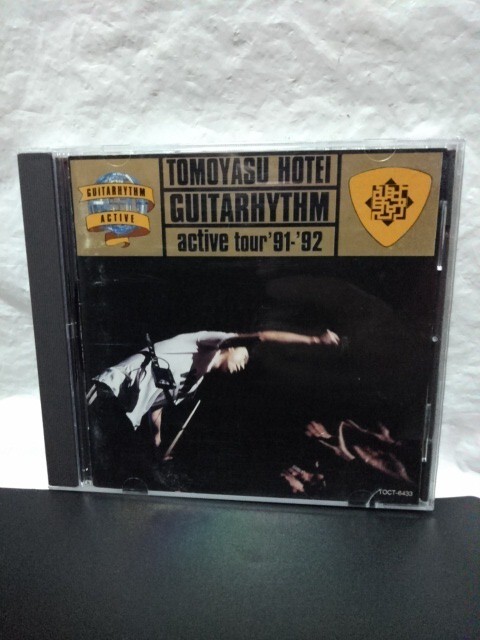 GUITARHYTHM
ACTIVE
TOMOYASU HOTEI
GUITARHYTHM
active tour '91-'92
TOCT-6433